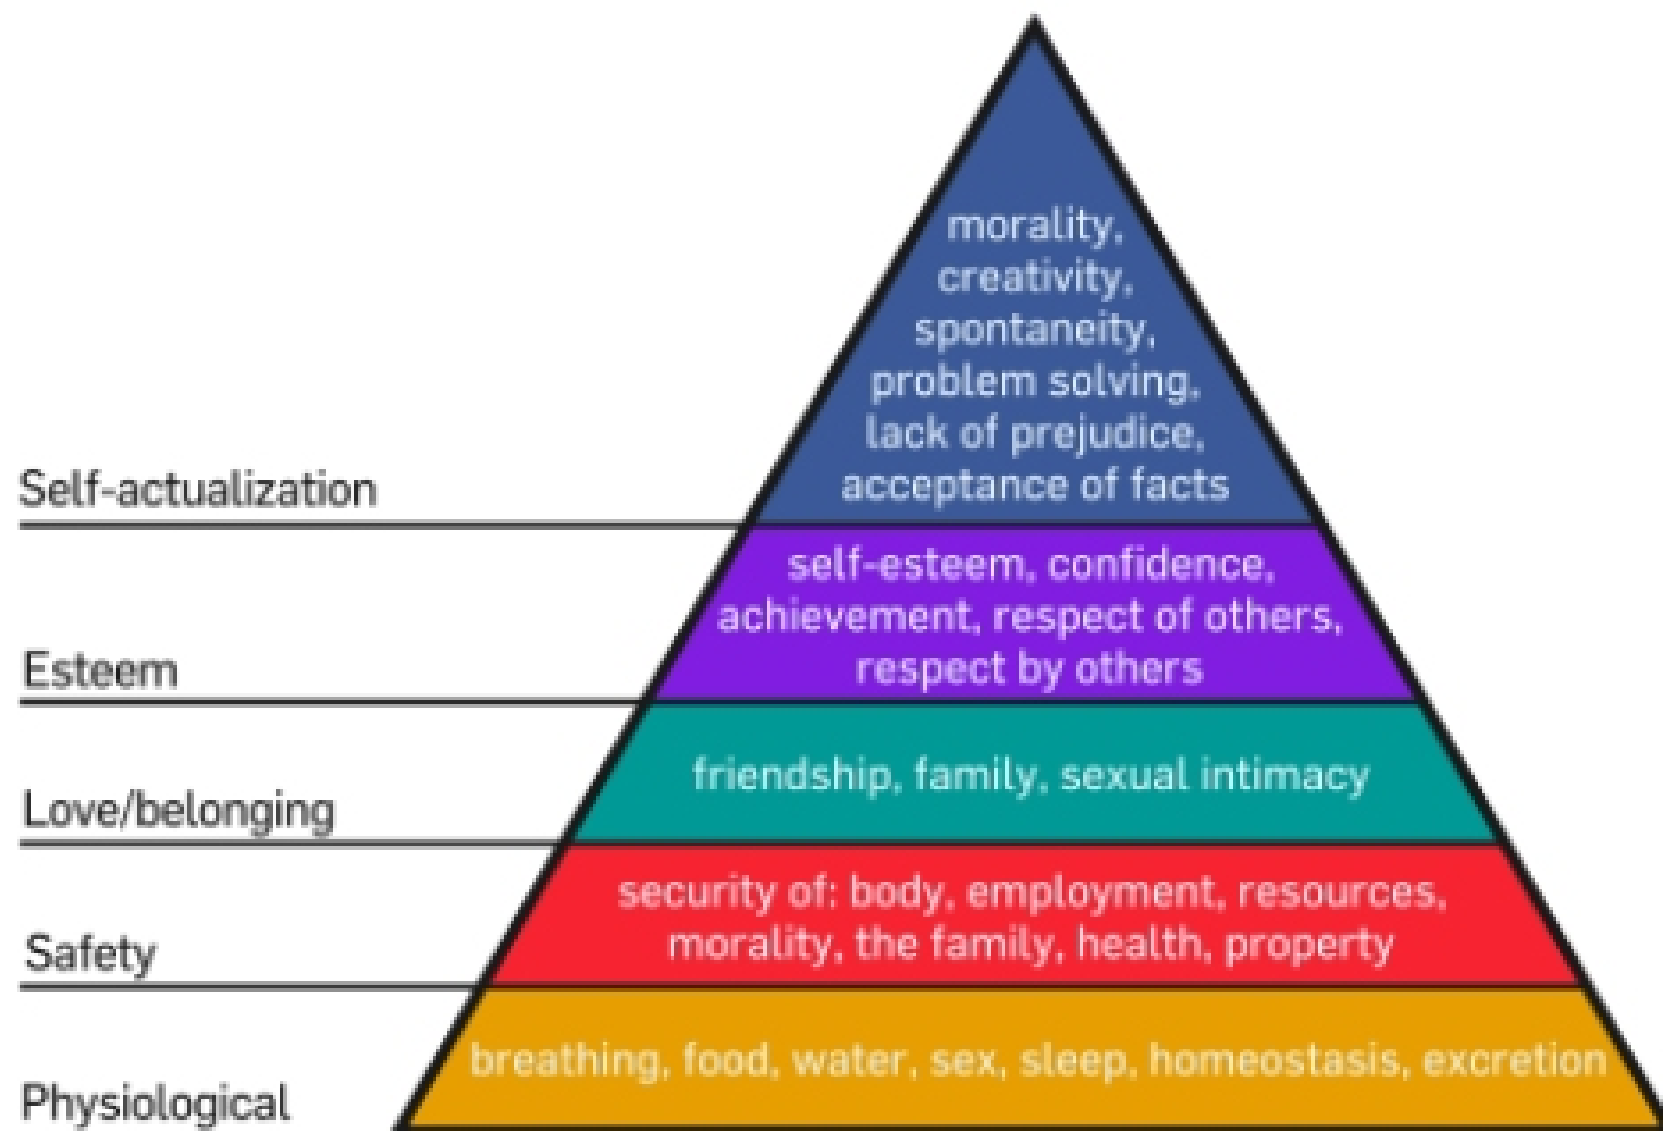 morality,
creativity,
spontaneity,
problem solving,
lack of prejudice,
acceptance of facts
Self-actualization
self-esteem, confidence,
achievement, respect of others,
respect by others
Esteem
friendship, family, sexual intimacy
Love/belonging
security of: body, employment, resources,
morality, the family, health, property
Safety
breathing, food, water, sex, sleep, homeostasis, excretion
Physiological